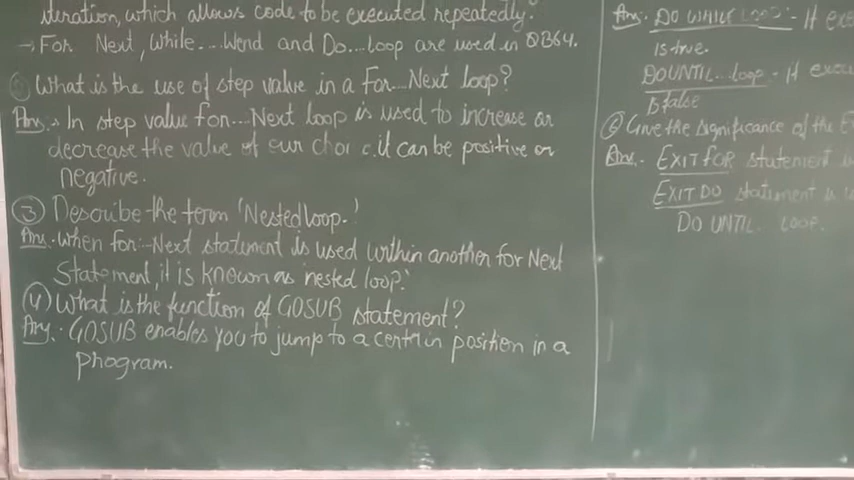 iteration, which allows code to be executed repeatedly.
→ For Next, While...Wend and Do...loop are used in QB64.
What is the use of step value in a For...Next loop?
Ans. In step value for...Next loop is used to increase or
decrease the value of it can be positive or
negative.
③ Describe the term 'Nested loop.'
Ans. When for...Next statement is used within another for Next
Statement, it is known as nested loop.
④ What is the function of GOSUB statement?
Ans. GOSUB enables you to jump to a certain position in a
phogram.
Ans. DO WHILE LOOP:- It exe
is true.
DO UNTIL...loop - it execu
is false
⑥ Give the significance of the E
Ans. EXIT FOR statement
EXIT DO statement is
DO UNTIL... LOOP.